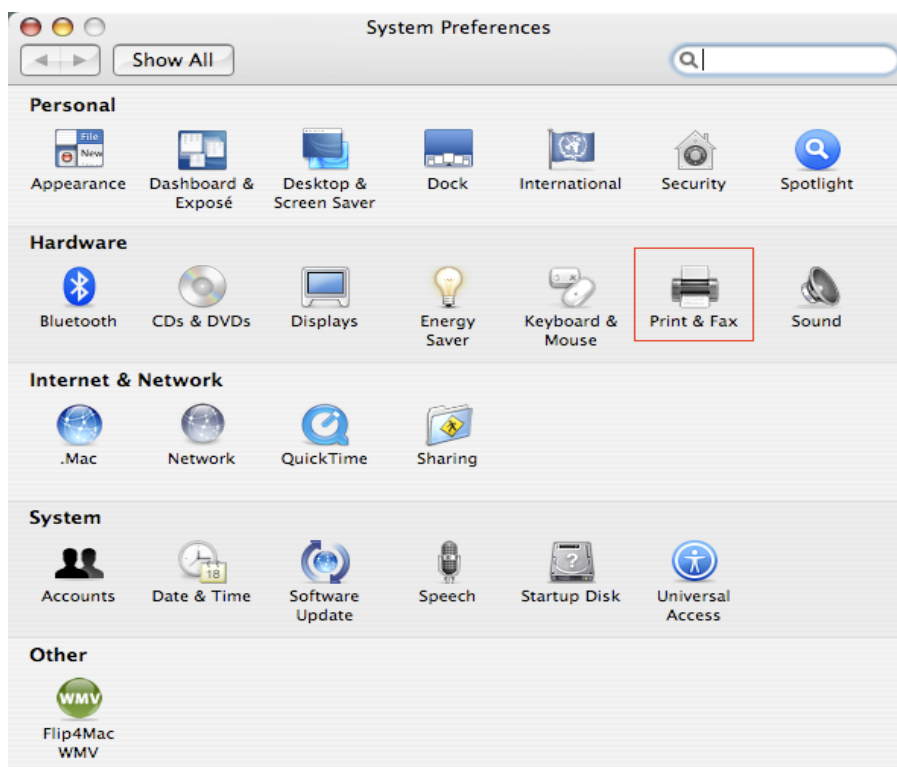 System Preferences
Show All
Personal
File
New
Appearance
Dashboard &
Exposé
Desktop &
Screen Saver
Dock
International
Security
Spotlight
Hardware
Bluetooth
CDs & DVDs
Displays
Energy
Saver
Keyboard &
Mouse
Print & Fax
Sound
Internet & Network
.Mac
Network
QuickTime
Sharing
System
18
?
Accounts
Date & Time
Software
Update
Speech
Startup Disk
Universal
Access
Other
WMV
Flip4Mac
WMV